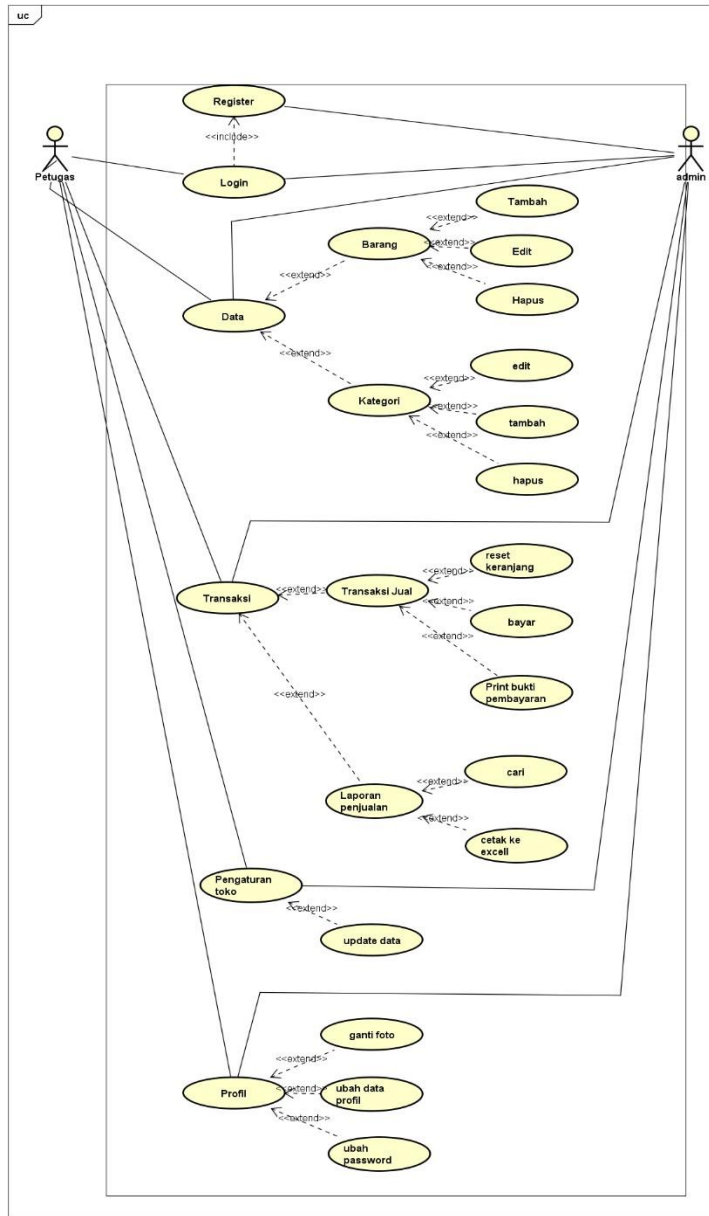 uc
Register
<<include>>
Petugas
admin
Login
Tambah
<<extend>>
Barang
<<extend>>
Edit
<<extend>>
<<extend>>
Hapus
Data
<<extend>>
edit
<<extend>>
Kategori
<<extend>>
tambah
<<extend>>
hapus
reset
keranjang
<<extend>>
Transaksi
<<extend>>
Transaksi Jual
<<extend>>
bayar
<<extend>>
Print bukti
pembayaran
<<extend>>
cari
<<extend>>
Laporan
penjualan
<<extend>>
cetak ke
excell
Pengaturan
toko
<<extend>>
update data
ganti foto
<<extend>>
Profil
<<extend>>
ubah data
profil
<<extend>>
ubah
password